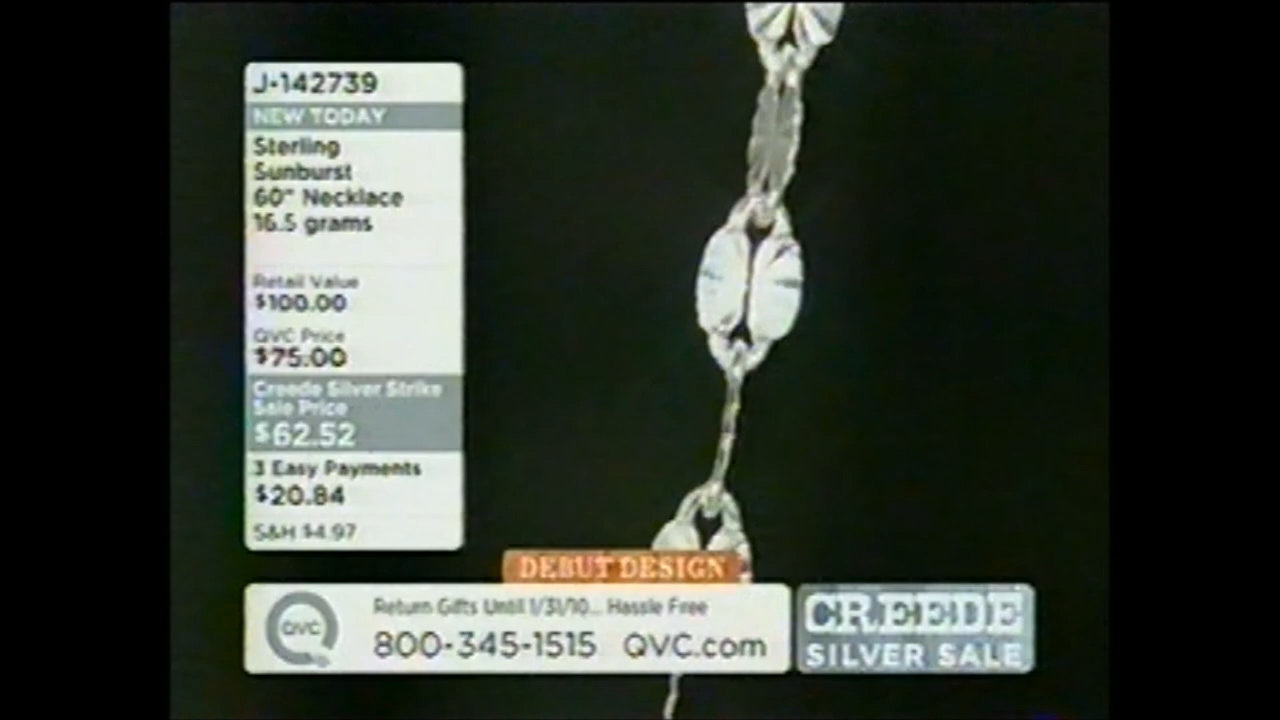 J-142739
NEW TODAY
Sterling
Sunburst
60" Necklace
16.5 grams
Retail Value
$100.00
QVC Price
$75.00
Creede Silver Strike
Sale Price
$62.52
3 Easy Payments
$20.84
S&H $4.97
DEBUT DESIGN
QVC
Return Gifts Until 1/31/10... Hassle Free
800-345-1515 QVC.com
CREEDE
SILVER SALE